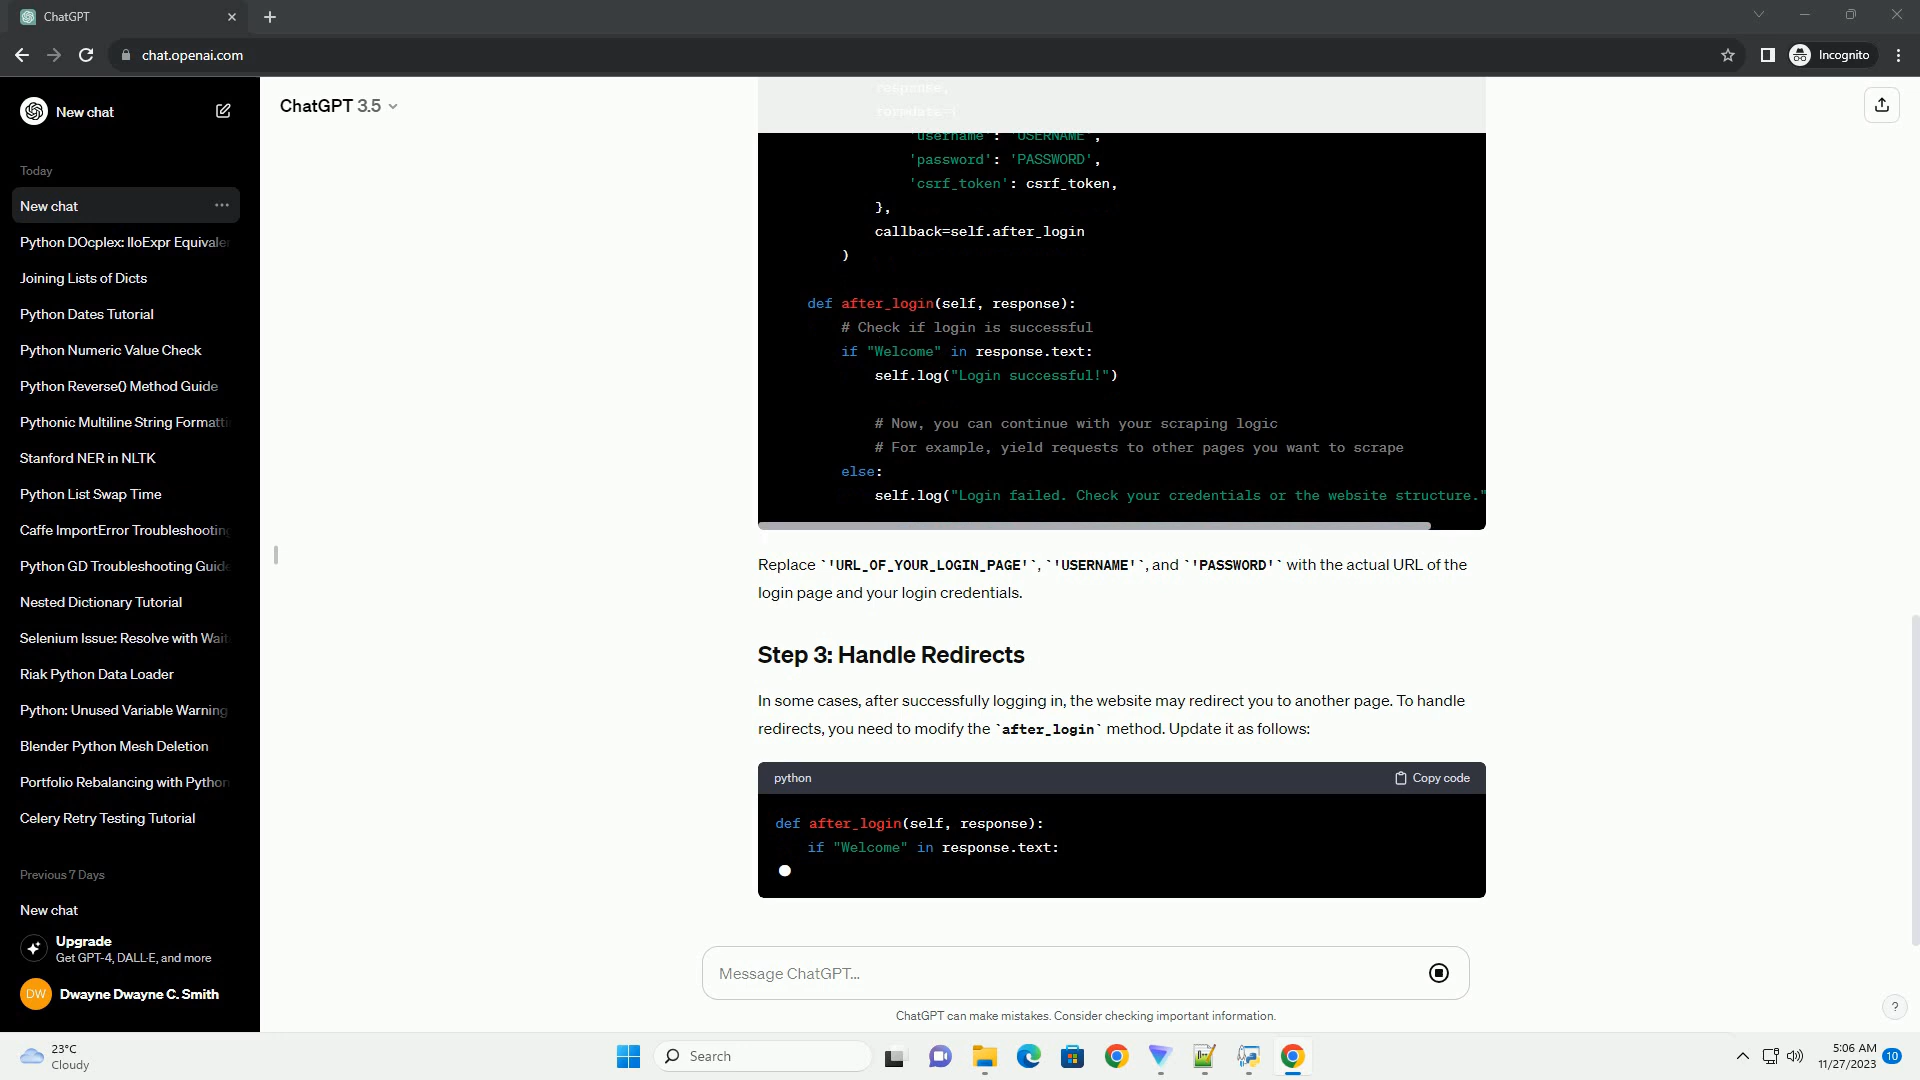 ChatGPT
chat.openai.com
Incognito
New chat
Today
New chat
Python DOcplex: IloExpr Equivale
Joining Lists of Dicts
Python Dates Tutorial
Python Numeric Value Check
Python Reverse() Method Guide
Pythonic Multiline String Formatti
Stanford NER in NLTK
Python List Swap Time
Caffe ImportError Troubleshooting
Python GD Troubleshooting Guide
Nested Dictionary Tutorial
Selenium Issue: Resolve with Wait
Riak Python Data Loader
Python: Unused Variable Warning
Blender Python Mesh Deletion
Portfolio Rebalancing with Python
Celery Retry Testing Tutorial
Previous 7 Days
New chat
Upgrade
Get GPT-4, DALL·E, and more
DW
Dwayne Dwayne C. Smith
ChatGPT 3.5
response,
formdata={
'username': 'USERNAME',
'password': 'PASSWORD',
'csrf_token': csrf_token,
},
callback=self.after_login
)
def after_login(self, response):
# Check if login is successful
if "Welcome" in response.text:
self.log("Login successful!")
# Now, you can continue with your scraping logic
# For example, yield requests to other pages you want to scrape
else:
self.log("Login failed. Check your credentials or the website structure."
Replace `'URL_OF_YOUR_LOGIN_PAGE'`, `'USERNAME'`, and `'PASSWORD'` with the actual URL of the
login page and your login credentials.
Step 3: Handle Redirects
In some cases, after successfully logging in, the website may redirect you to another page. To handle
redirects, you need to modify the `after_login` method. Update it as follows:
python
Copy code
def after_login(self, response):
if "Welcome" in response.text:
Message ChatGPT...
ChatGPT can make mistakes. Consider checking important information.
?
23°C
Cloudy
Search
5:06 AM
11/27/2023
10